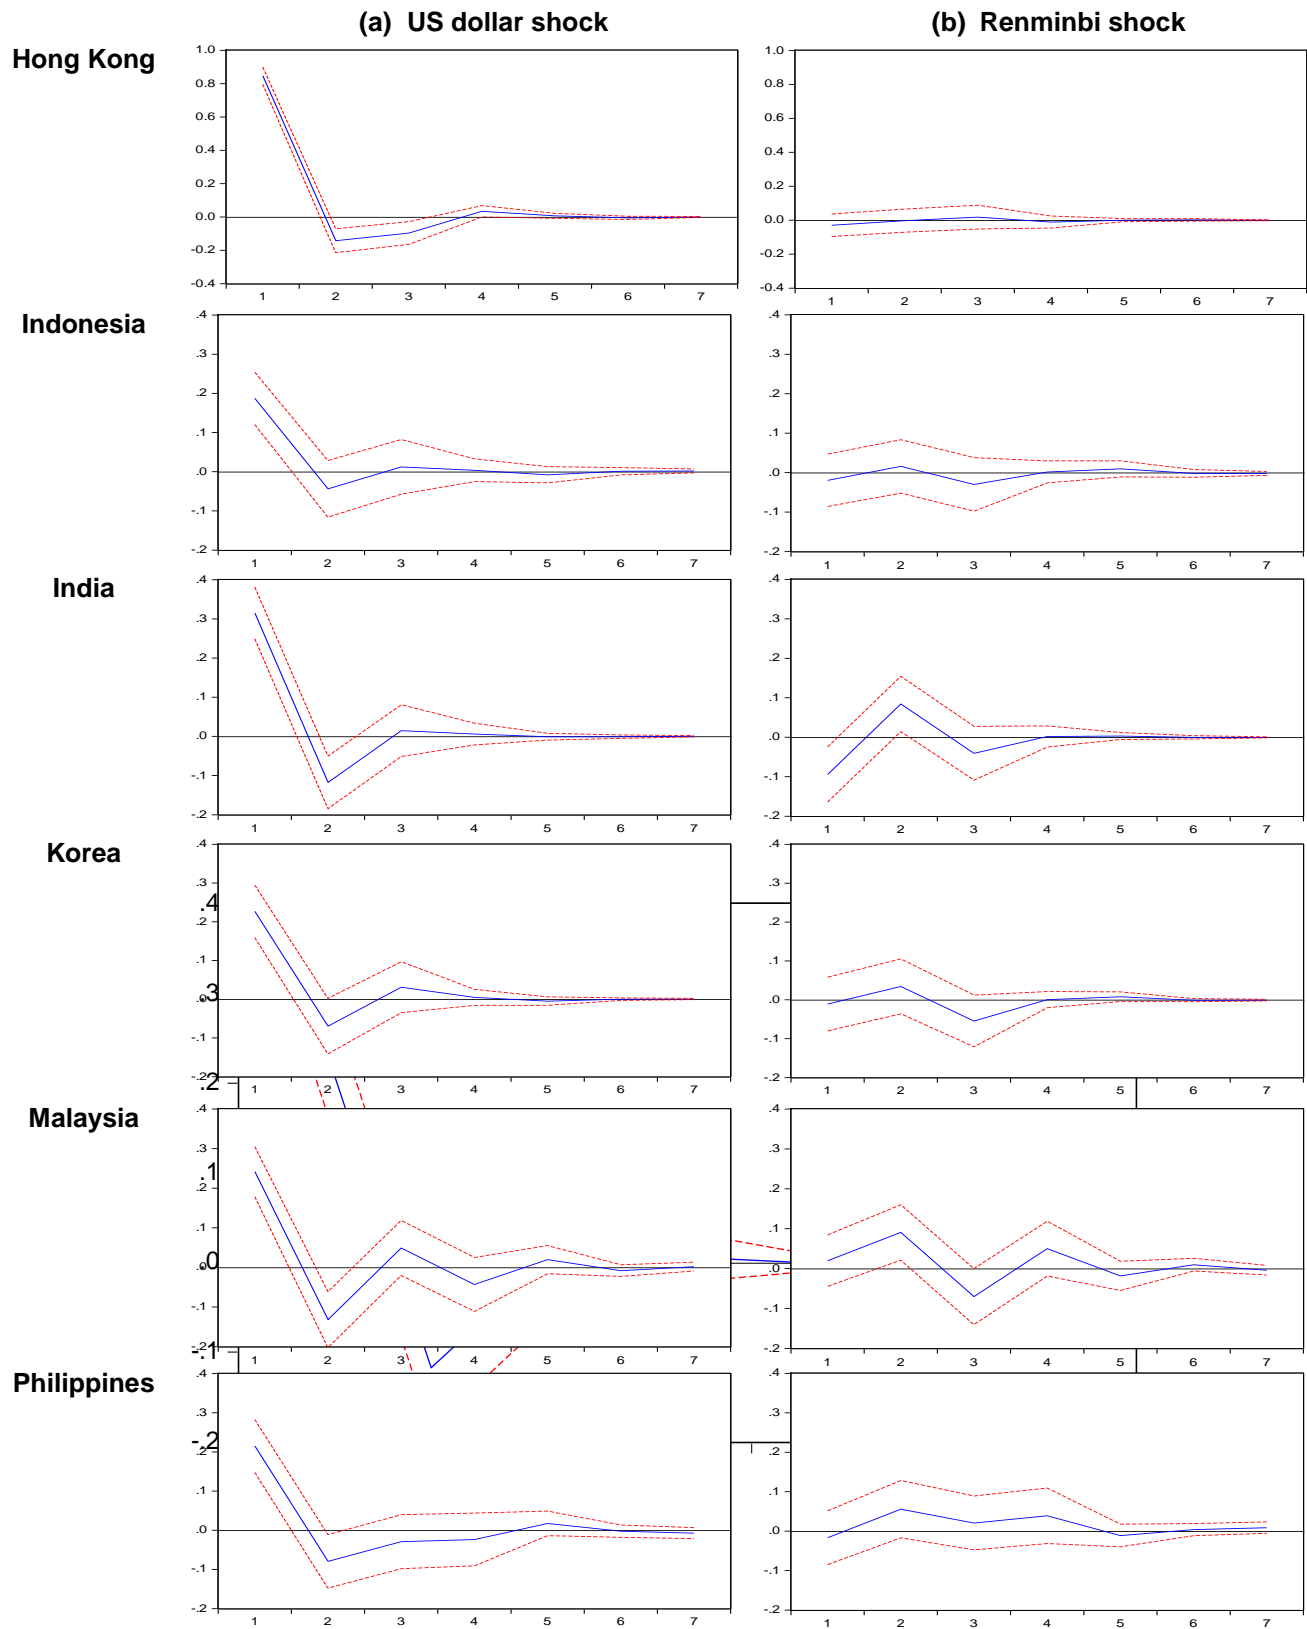 (a) US dollar shock (b) Renminbi shock
Hong Kong
1.0 1.0
0.8 0.8
0.6 0.6
0.4 0.4
0.2 0.2
0.0 0.0
-0.2 -0.2
-0.4 -0.4
1 2 3 4 5 6 7 1 2 3 4 5 6 7
Indonesia
.4 .4
.3 .3
.2 .2
.1 .1
.0 .0
-.1 -.1
-.2 -.2
1 2 3 4 5 6 7 1 2 3 4 5 6 7
India
.4 .4
.3 .3
.2 .2
.1 .1
.0 .0
-.1 -.1
-.2 -.2
1 2 3 4 5 6 7 1 2 3 4 5 6 7
Korea
.4 .4
.3 .3
.4
.2 .2
.1 .1
.0 .3 .0
-.1 -.1
-.2 .2 -.2
1 2 3 4 5 6 7 1 2 3 4 5 6 7
Malaysia
.4 .4
.3 .3
.1
.2 .2
.1 .1
.0 .0 .0
-.1 -.1
-.2 -.1 -.2
1 2 3 4 5 6 7 1 2 3 4 5 6 7
Philippines
.4 .4
.3 .3
-.2
.2 .2
.1 .1
.0 .0
-.1 -.1
-.2 -.2
1 2 3 4 5 6 7 1 2 3 4 5 6 7